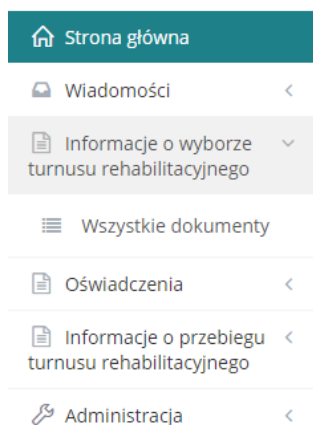 Strona główna
Wiadomości
Informacje o wyborze
turnusu rehabilitacyjnego
Wszystkie dokumenty
Oświadczenia
Informacje o przebiegu
turnusu rehabilitacyjnego
Administracja